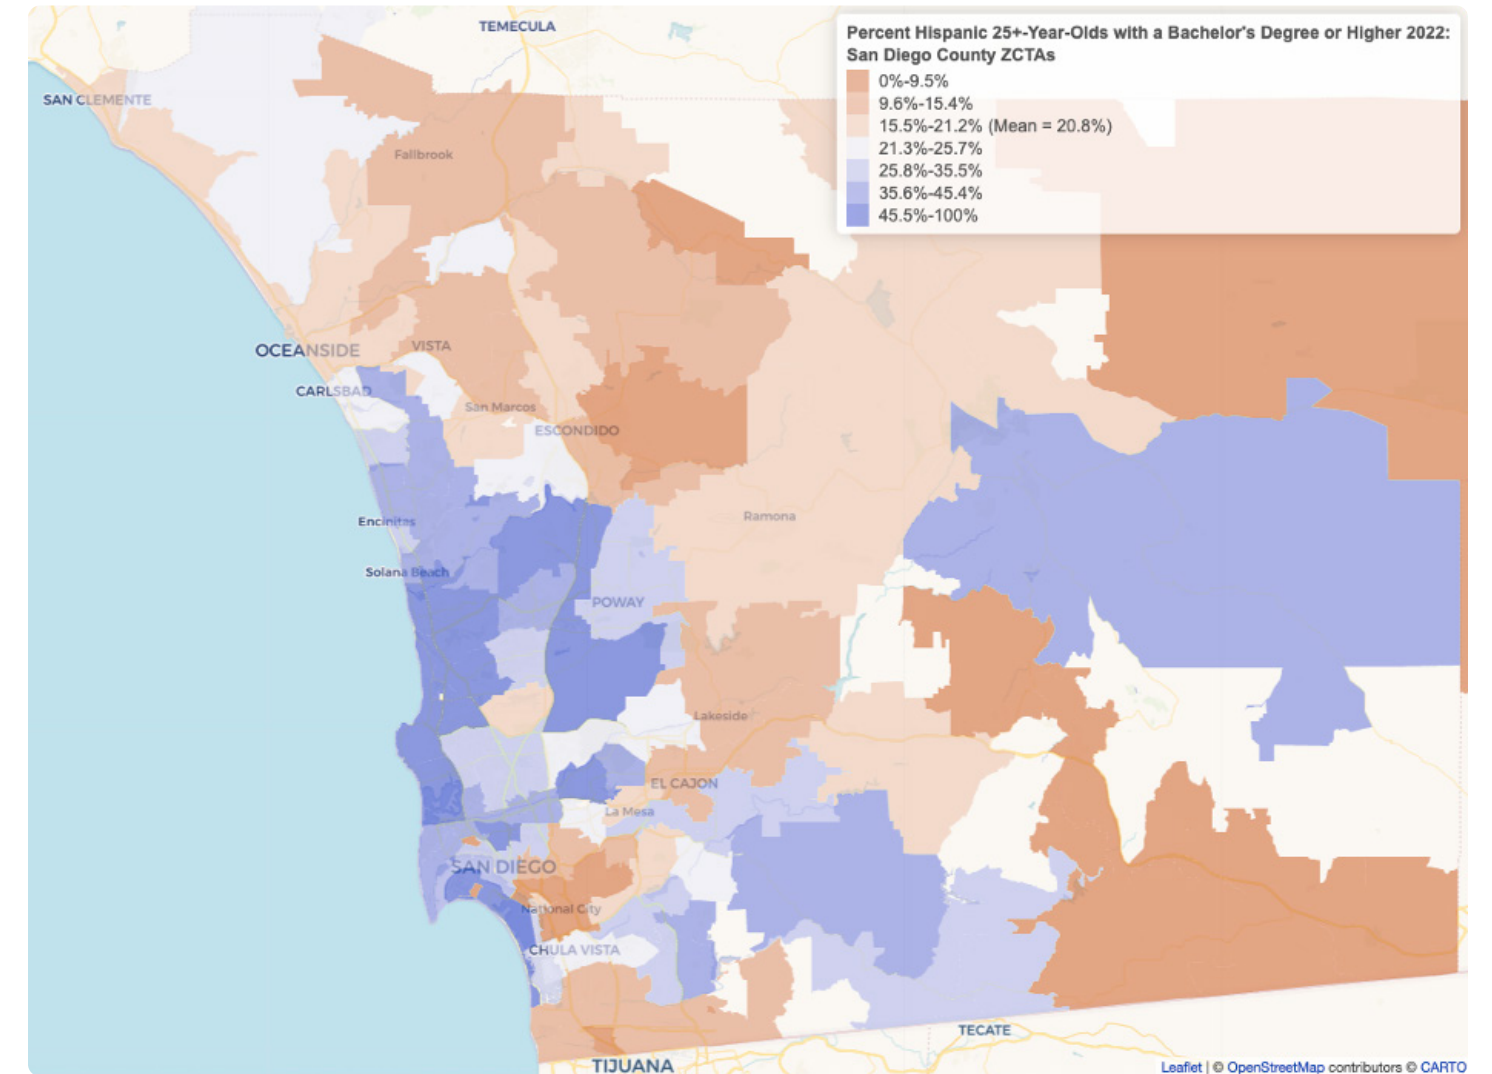 TEMECULA
Percent Hispanic 25+-Year-Olds with a Bachelor's Degree or Higher 2022:
San Diego County ZCTAs
0%-9.5%
9.6%-15.4%
15.5%-21.2% (Mean = 20.8%)
21.3%-25.7%
25.8%-35.5%
35.6%-45.4%
45.5%-100%
SAN CLEMENTE
Fallbrook
OCEANSIDE
VISTA
CARLSBAD
San Marcos
ESCONDIDO
Encinitas
Ramona
Solana Beach
POWAY
Lakeside
EL CAJON
La Mesa
SAN DIEGO
National City
CHULA VISTA
TECATE
TIJUANA
Leaflet | © OpenStreetMap contributors © CARTO